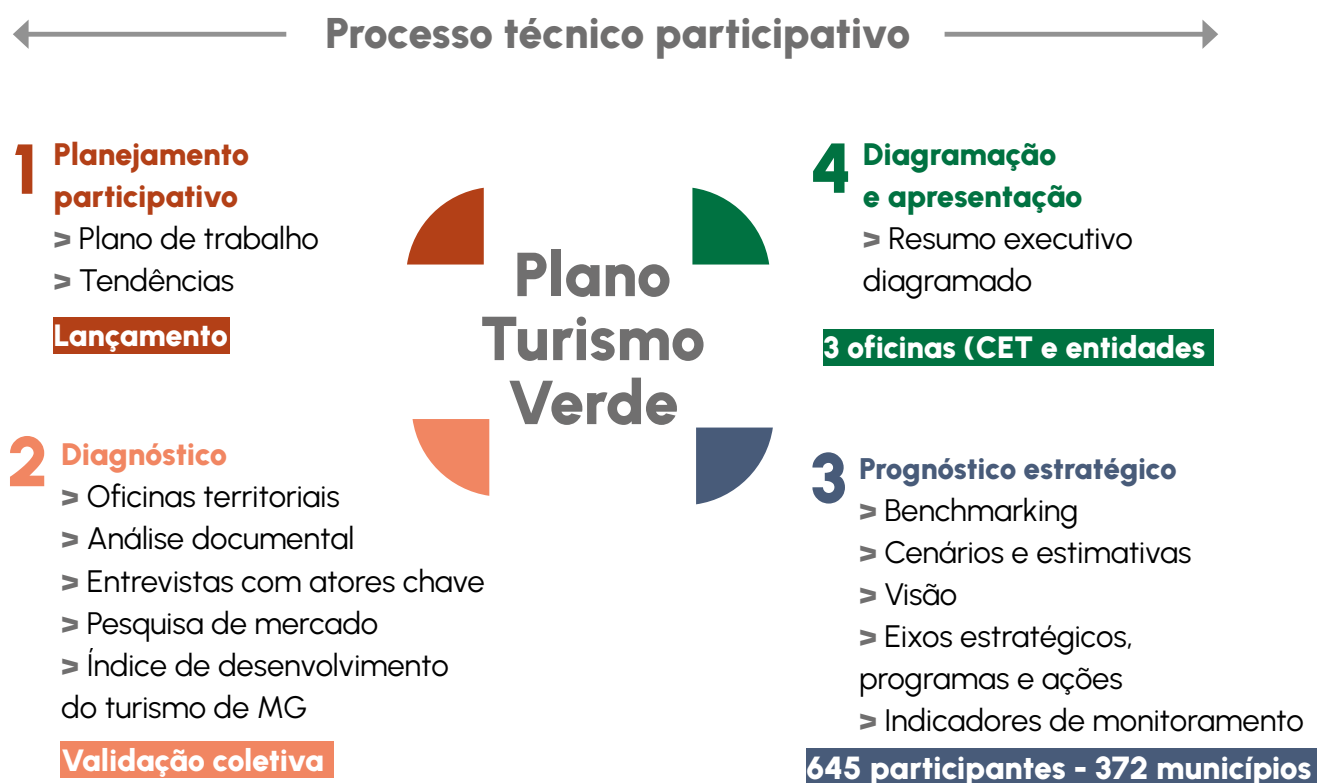 Processo técnico participativo
1 Planejamento
participativo
> Plano de trabalho
> Tendências
Lançamento
2 Diagnóstico
> Oficinas territoriais
> Análise documental
> Entrevistas com atores chave
> Pesquisa de mercado
> Índice de desenvolvimento
do turismo de MG
Validação coletiva
Plano
Turismo
Verde
4 Diagramação
e apresentação
> Resumo executivo
diagramado
3 oficinas (CET e entidades
3 Prognóstico estratégico
> Benchmarking
> Cenários e estimativas
> Visão
> Eixos estratégicos,
programas e ações
> Indicadores de monitoramento
645 participantes - 372 municípios